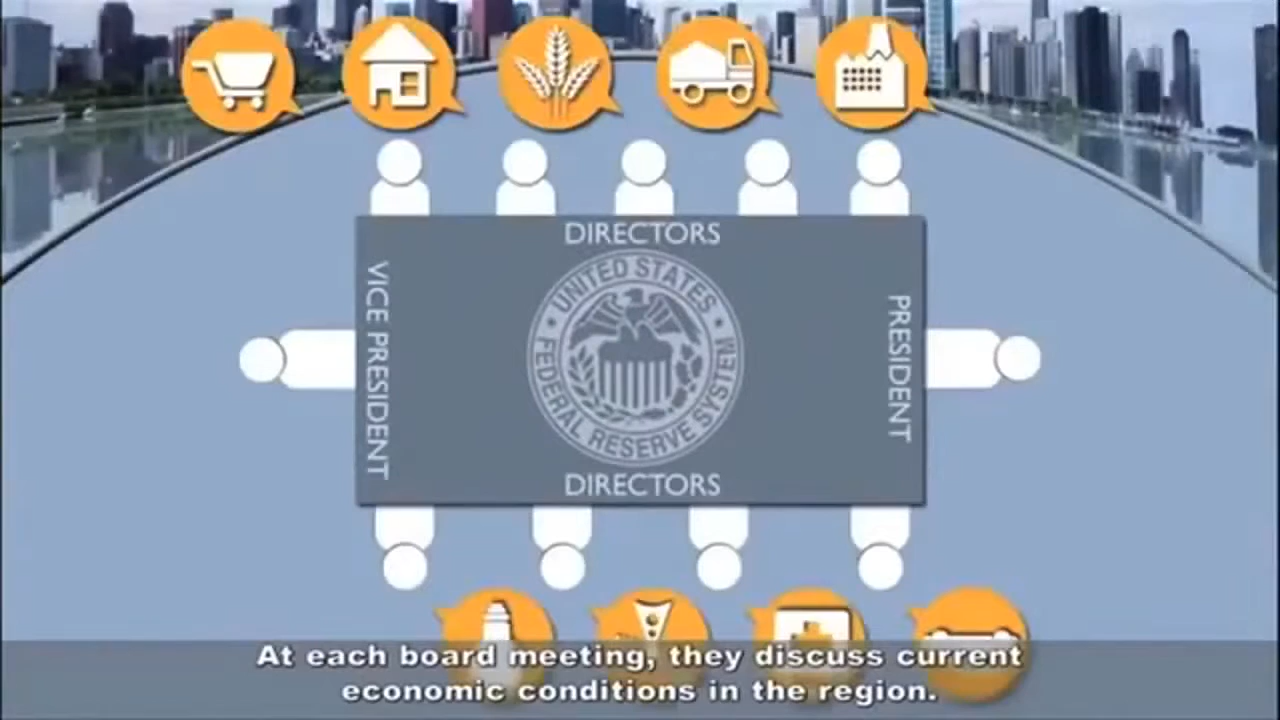 DIRECTORS
VICE PRESIDENT
UNITED STATES
FEDERAL RESERVE SYSTEM
PRESIDENT
DIRECTORS
At each board meeting, they discuss current
economic conditions in the region.